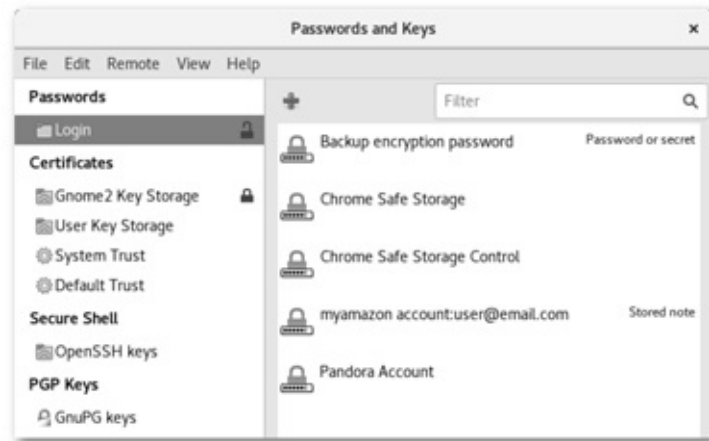 Passwords and Keys
File Edit Remote View Help
Passwords
Login
Certificates
Gnome2 Key Storage
User Key Storage
System Trust
Default Trust
Secure Shell
OpenSSH keys
PGP Keys
GnuPG keys
Filter
Backup encryption password Password or secret
Chrome Safe Storage
Chrome Safe Storage Control
myamazon account:user@email.com Stored note
Pandora Account